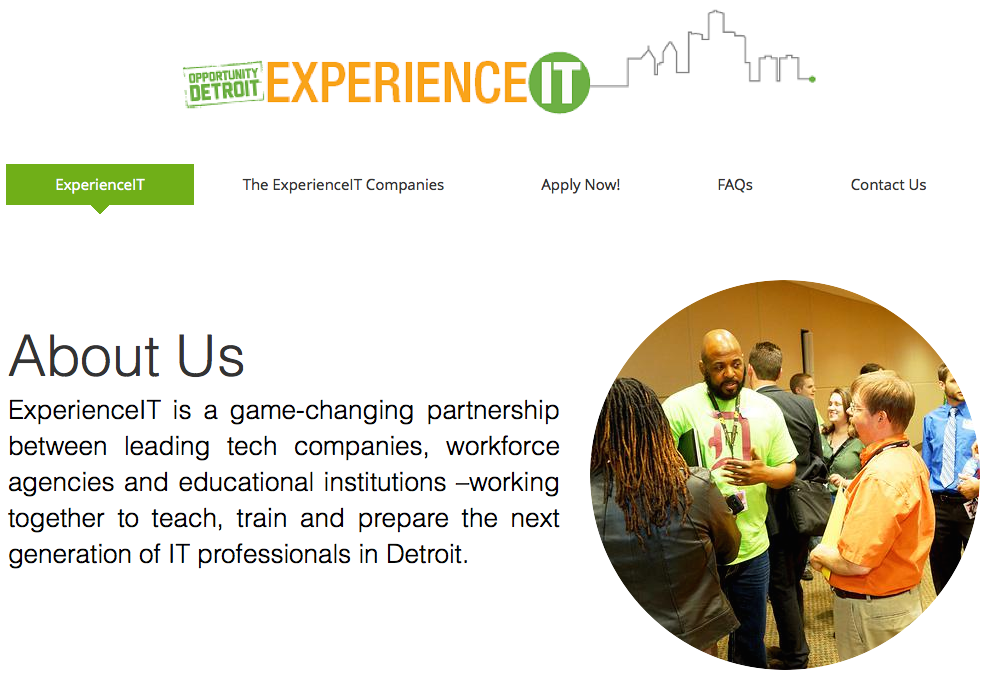 OPPORTUNITY
DETROIT
EXPERIENCEIT
ExperienceIT
The ExperienceIT Companies
Apply Now!
FAQs
Contact Us
About Us
ExperienceIT is a game-changing partnership
between leading tech companies, workforce
agencies and educational institutions –working
together to teach, train and prepare the next
generation of IT professionals in Detroit.